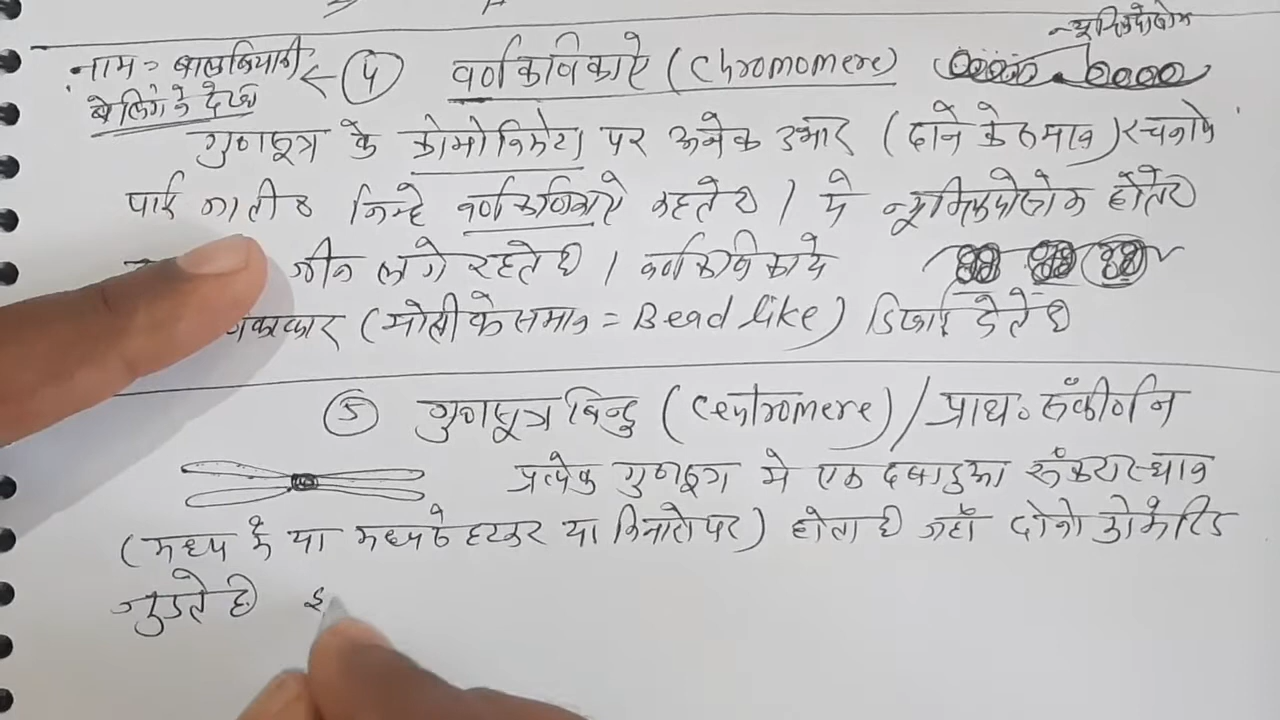 न्यूक्लियोसोम
नाम = बालबियानी
बेलिंग ने देखा
← ④ वर्णकणिकाऐ (Chromomere)
गुणसूत्र के क्रोमोनिमेटा पर अनेक उभार (दाने के समान) रचनाये
पाई जाती है जिन्हे वर्णकणिकाऐ कहते है । ये न्यूक्लियोसोम होते है
जीन लगे रहते है । वर्णकणिकाये
(मोती के समान = Bead like) दिखाई देते है
⑤ गुणसूत्र बिन्दु (Centromere) / प्राथ० संकीर्णन
प्रत्येक गुणसूत्र मे एक दबा हुआ संकरा स्थान
(मध्य में या मध्य से हटकर या किनारो पर) होता है जहाँ दोनो क्रोमेटिड
जुडते है इ